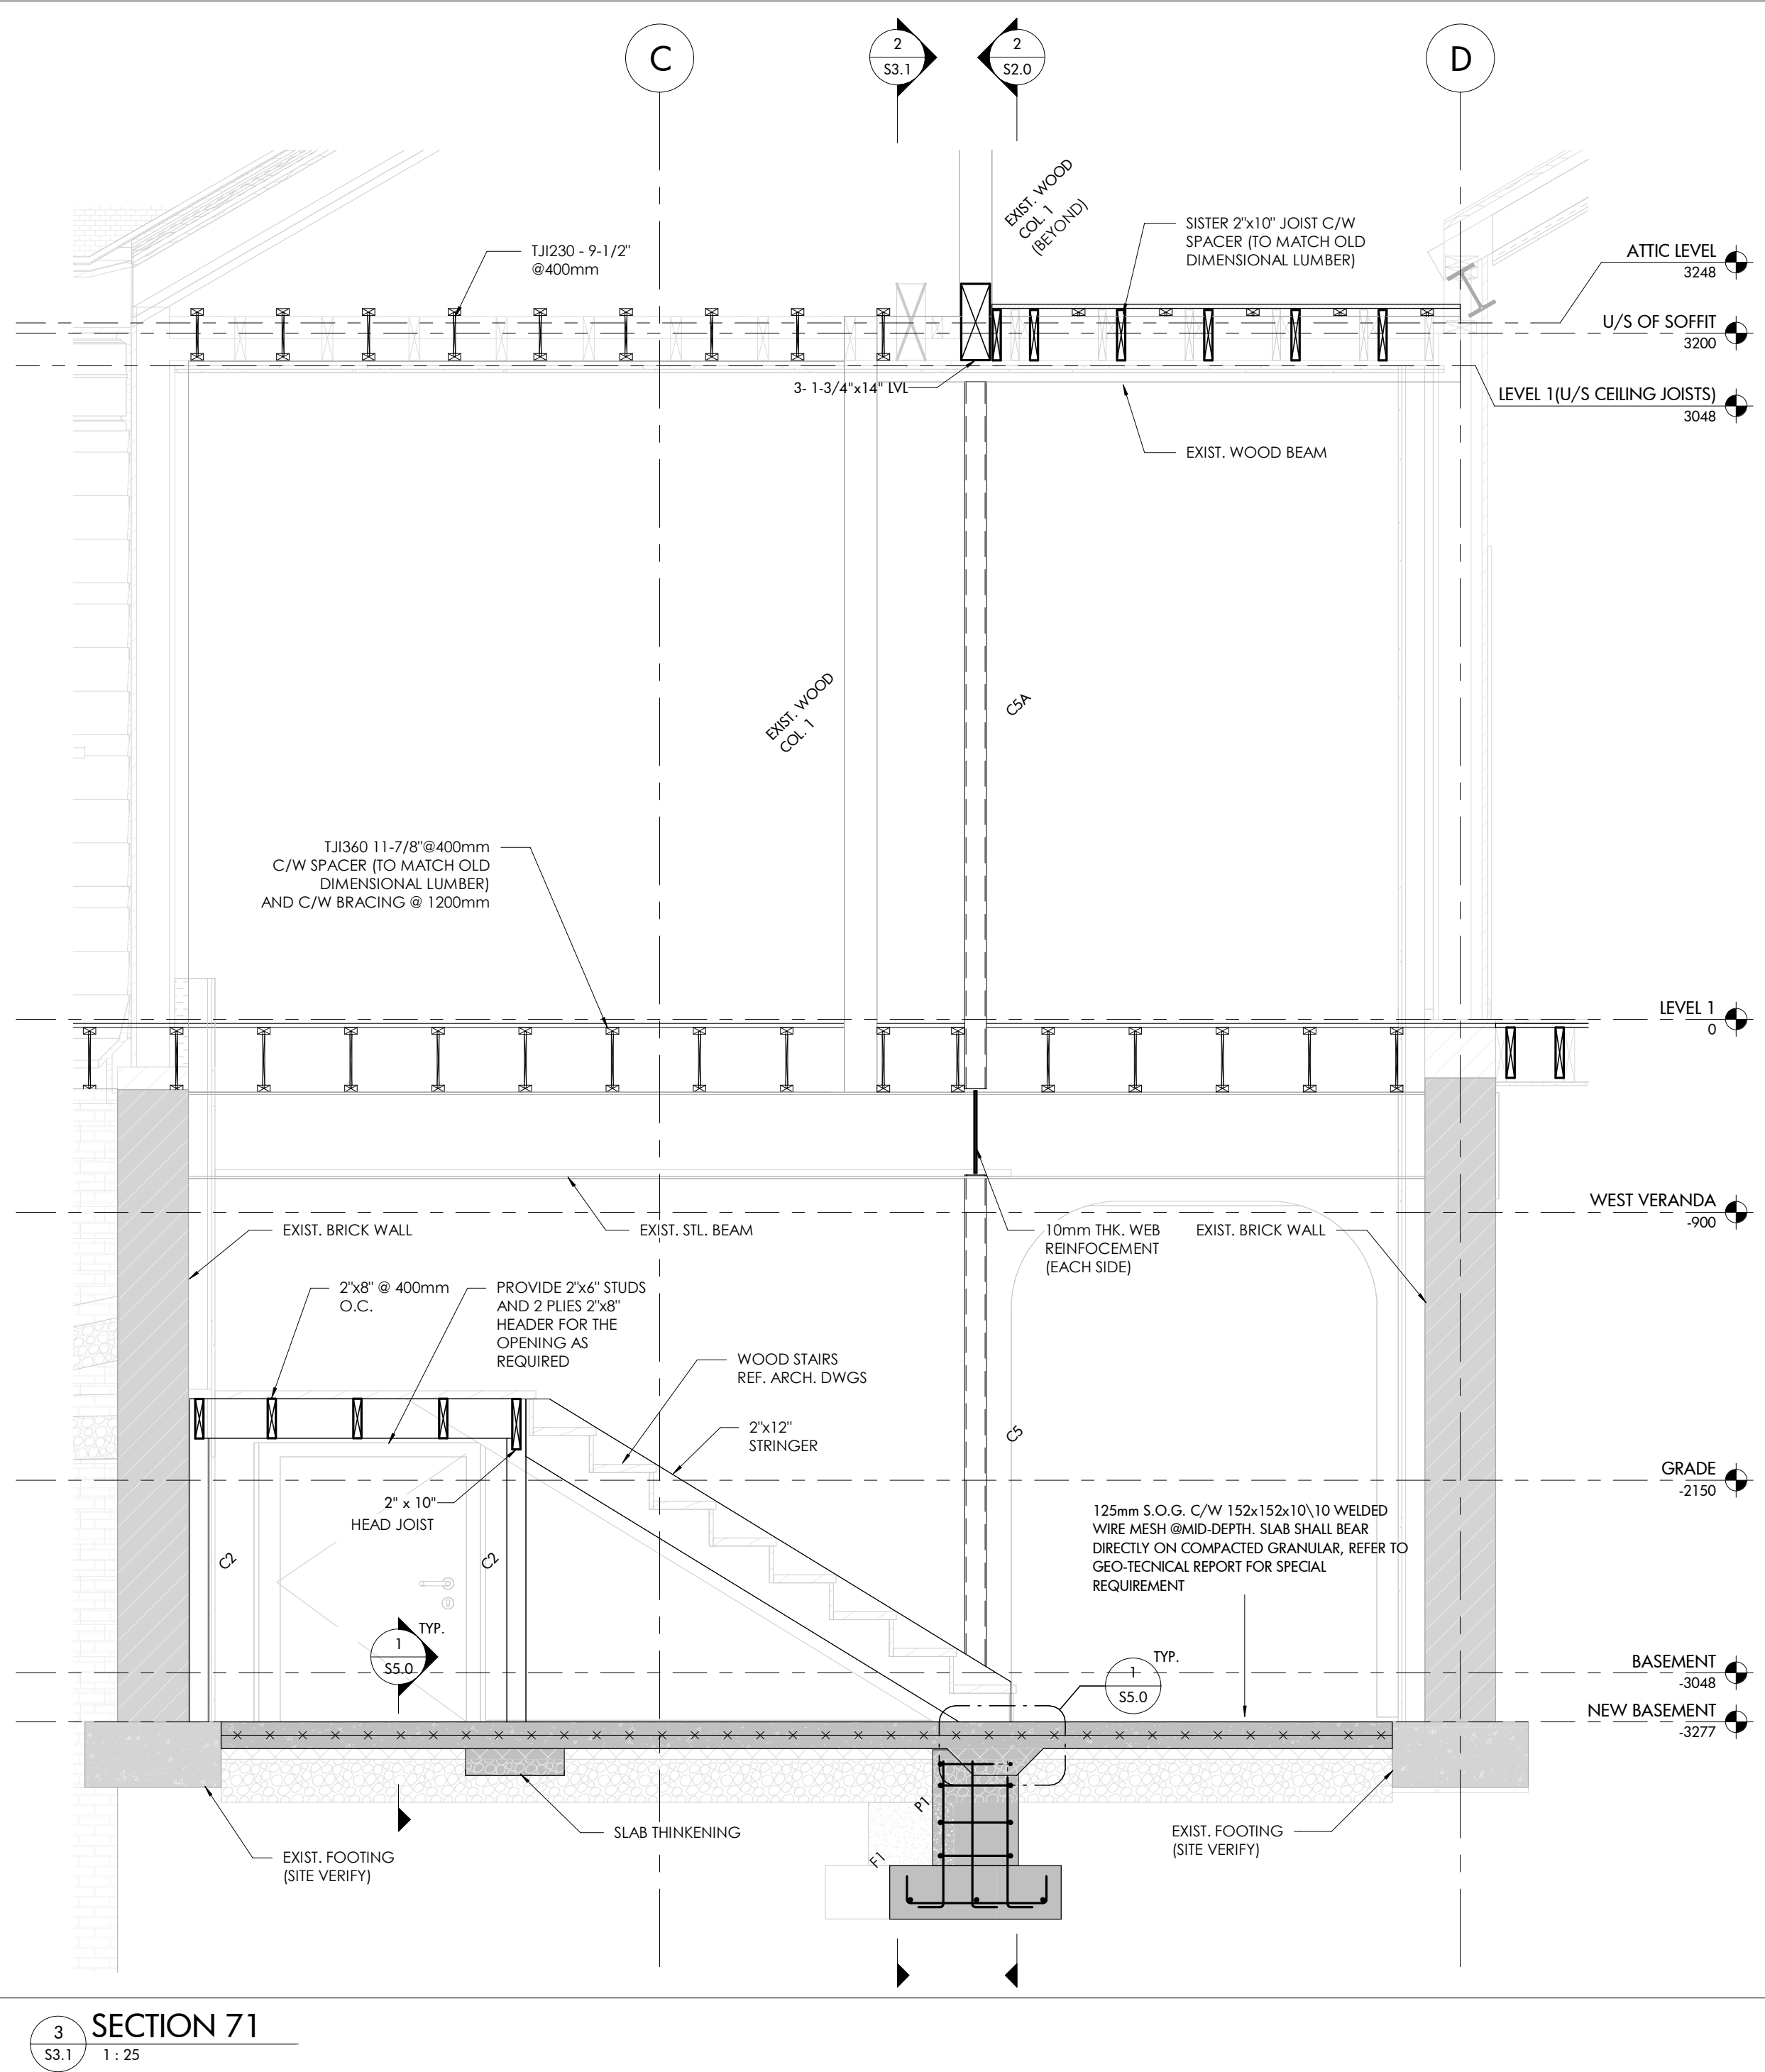 C
2
S3.1
2
S2.0
D
EXIST. WOOD
COL. 1
(BEYOND)
SISTER 2"x10" JOIST C/W
SPACER (TO MATCH OLD
DIMENSIONAL LUMBER)
TJI230 - 9-1/2"
@400mm
ATTIC LEVEL
3248
U/S OF SOFFIT
3200
3- 1-3/4"x14" LVL
LEVEL 1(U/S CEILING JOISTS)
3048
EXIST. WOOD BEAM
EXIST. WOOD
COL. 1
C5A
TJI360 11-7/8"@400mm
C/W SPACER (TO MATCH OLD
DIMENSIONAL LUMBER)
AND C/W BRACING @ 1200mm
LEVEL 1
0
WEST VERANDA
-900
EXIST. BRICK WALL
EXIST. STL. BEAM
10mm THK. WEB
REINFOCEMENT
(EACH SIDE)
EXIST. BRICK WALL
2"x8" @ 400mm
O.C.
PROVIDE 2"x6" STUDS
AND 2 PLIES 2"x8"
HEADER FOR THE
OPENING AS
REQUIRED
WOOD STAIRS
REF. ARCH. DWGS
2"x12"
STRINGER
C5
GRADE
-2150
2" x 10"
HEAD JOIST
125mm S.O.G. C/W 152x152x10\10 WELDED
WIRE MESH @MID-DEPTH. SLAB SHALL BEAR
DIRECTLY ON COMPACTED GRANULAR, REFER TO
GEO-TECNICAL REPORT FOR SPECIAL
REQUIREMENT
C2
C2
TYP.
1
S5.0
TYP.
1
S5.0
BASEMENT
-3048
NEW BASEMENT
-3277
P1
F1
SLAB THINKENING
EXIST. FOOTING
(SITE VERIFY)
EXIST. FOOTING
(SITE VERIFY)
3
S3.1
SECTION 71
1 : 25